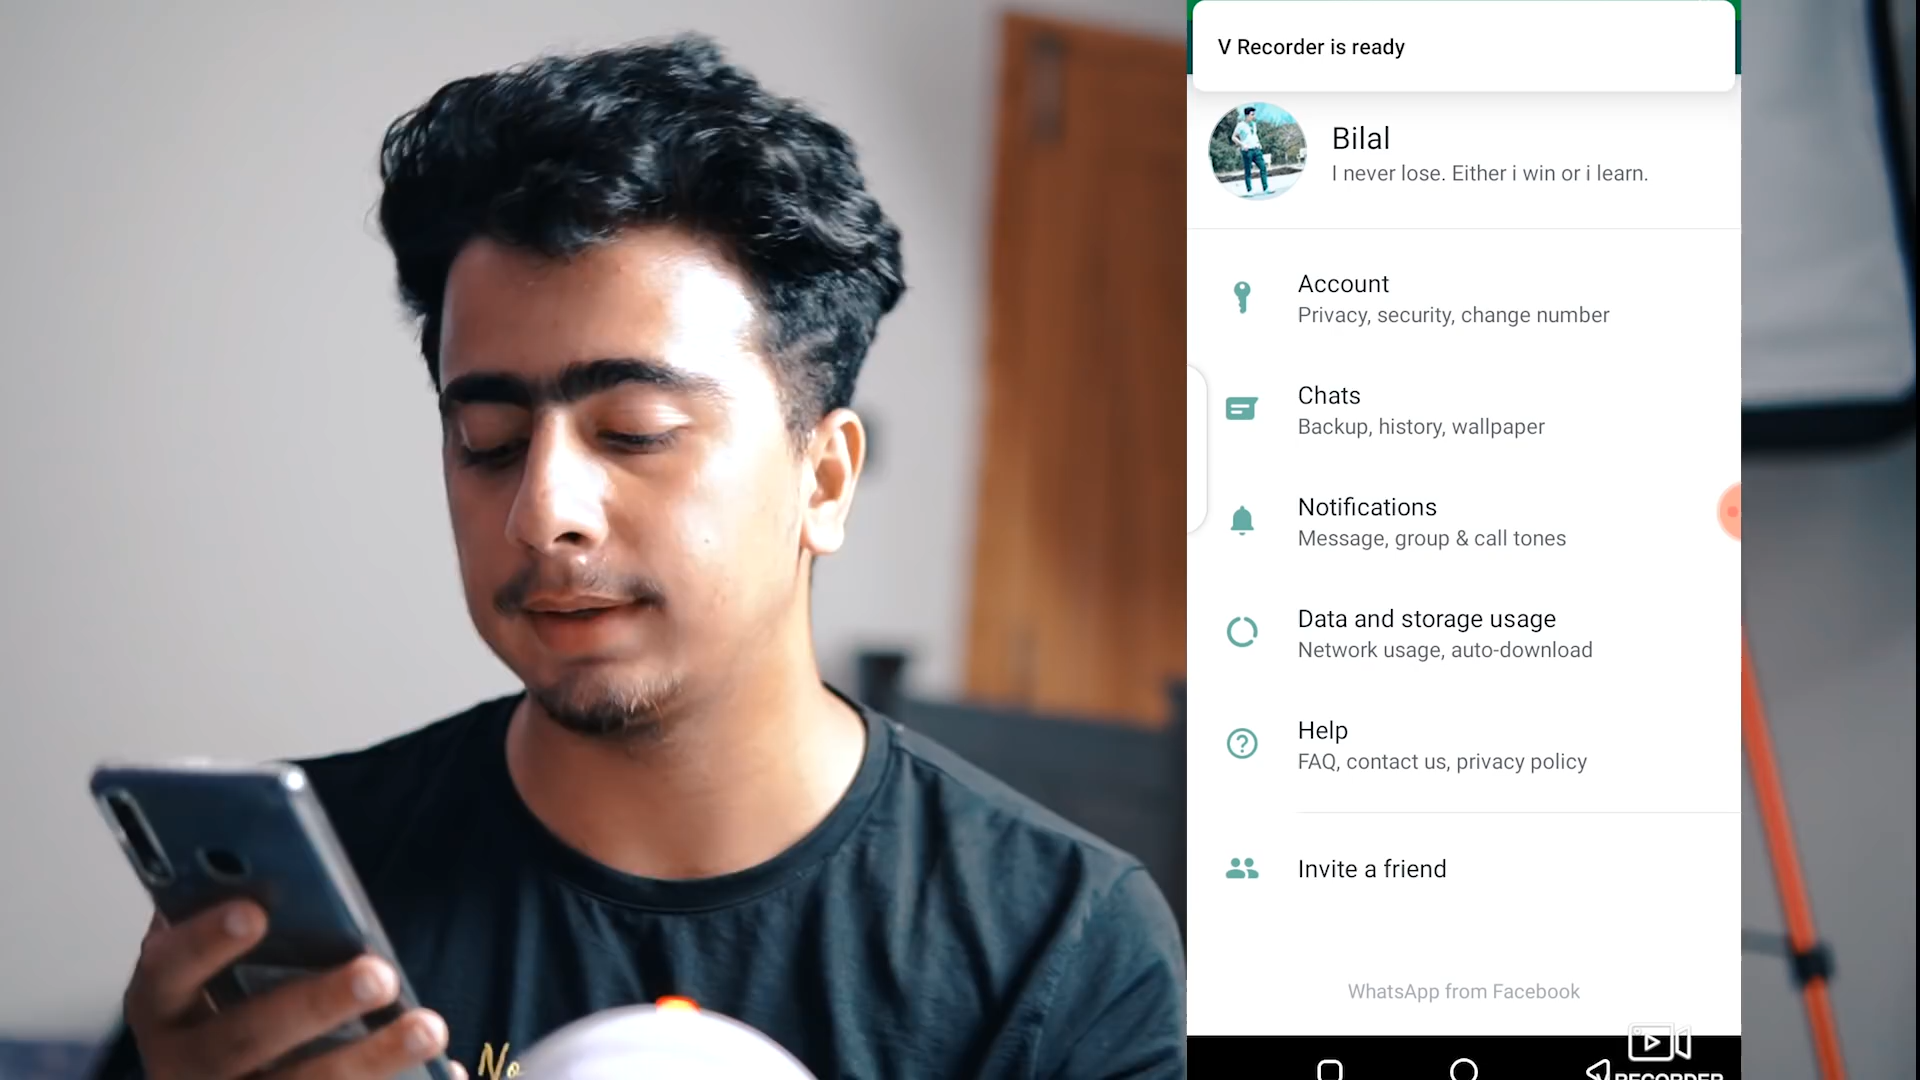 V Recorder is ready
Bilal
I never lose. Either i win or i learn.
Account
Privacy, security, change number
Chats
Backup, history, wallpaper
Notifications
Message, group & call tones
Data and storage usage
Network usage, auto-download
Help
FAQ, contact us, privacy policy
Invite a friend
WhatsApp from Facebook
V RECORDER
No